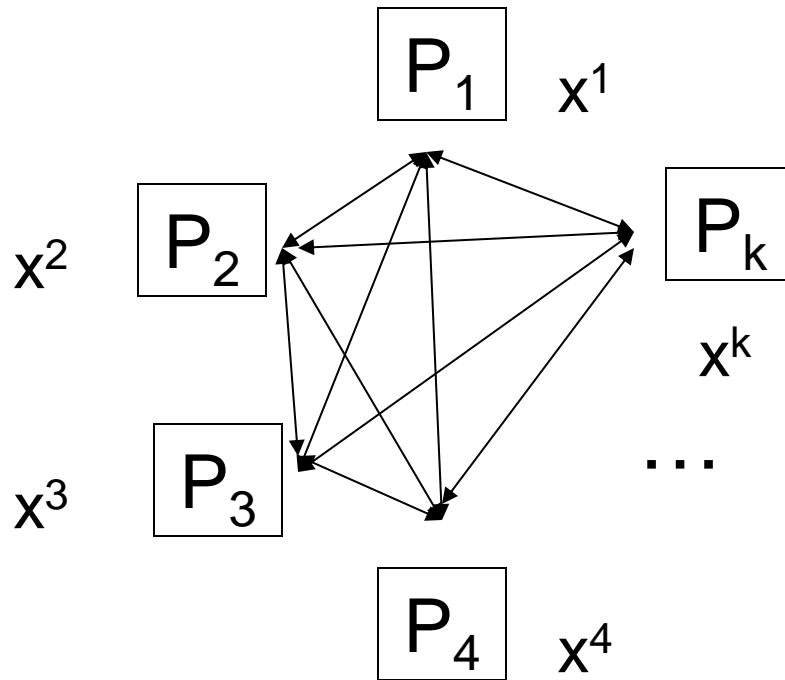 P₁ x¹
P₂
x²
Pₖ
xᵏ
P₃
x³
…
P₄ x⁴